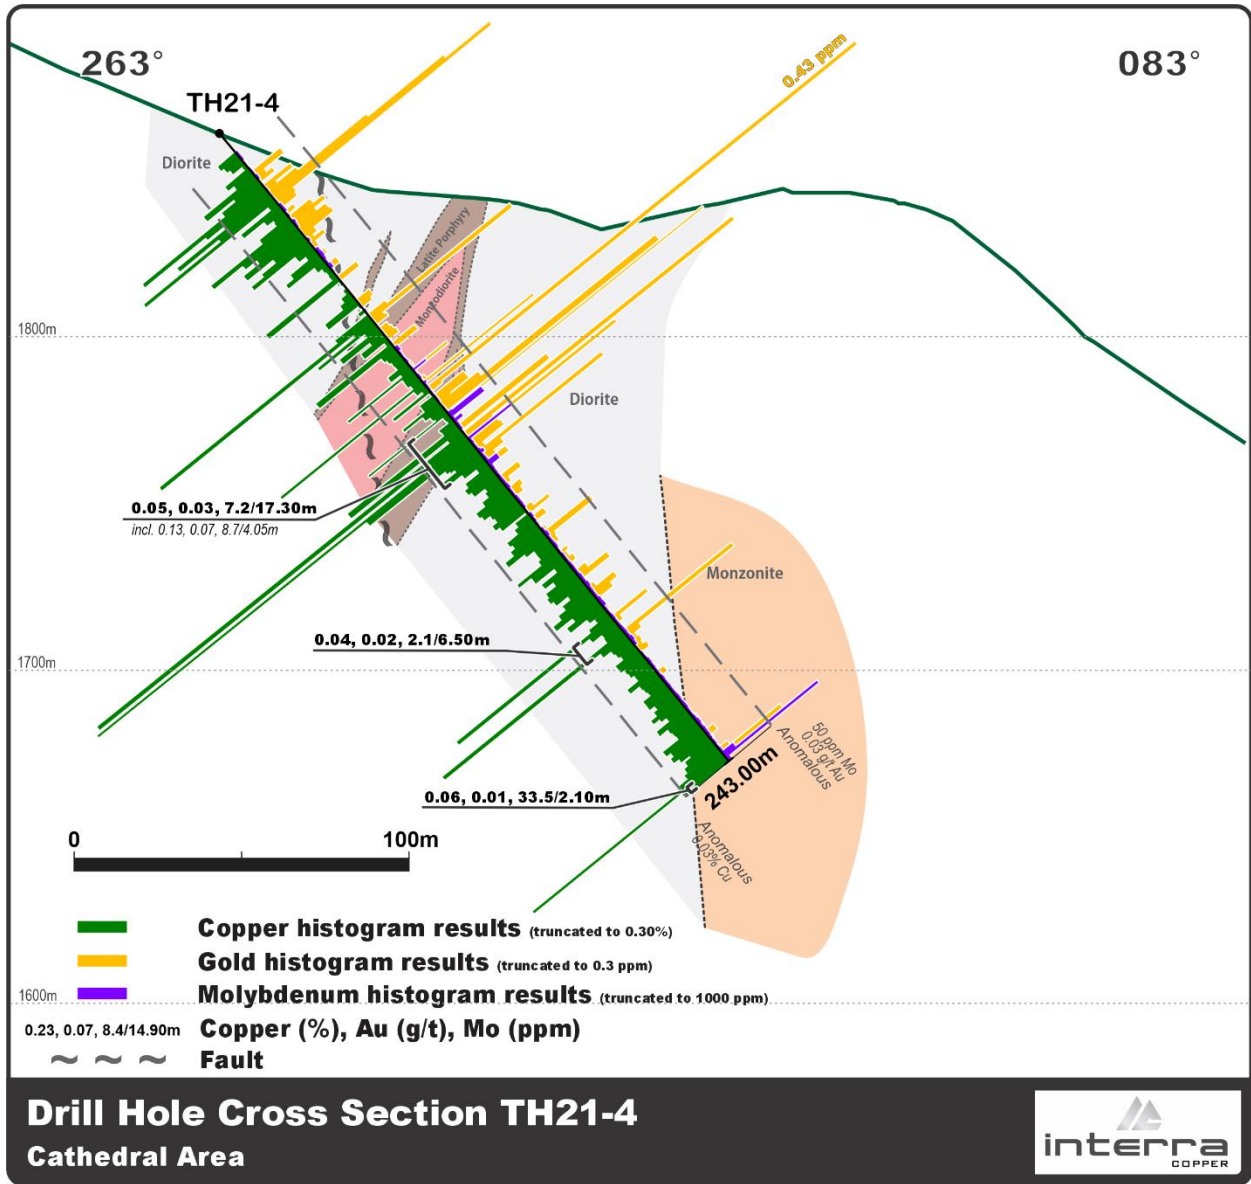 263°
083°
TH21-4
0.43 ppm
Diorite
Latite Porphyry
Monzodiorite
1800m
Diorite
0.05, 0.03, 7.2/17.30m
incl. 0.13, 0.07, 8.7/4.05m
Monzonite
0.04, 0.02, 2.1/6.50m
1700m
50 ppm Mo
0.03 g/t Au
Anomalous
243.00m
0.06, 0.01, 33.5/2.10m
Anomalous
0.03% Cu
0 100m
Copper histogram results (truncated to 0.30%)
Gold histogram results (truncated to 0.3 ppm)
Molybdenum histogram results (truncated to 1000 ppm)
1600m
0.23, 0.07, 8.4/14.90m Copper (%), Au (g/t), Mo (ppm)
Fault
Drill Hole Cross Section TH21-4
Cathedral Area
interra
COPPER